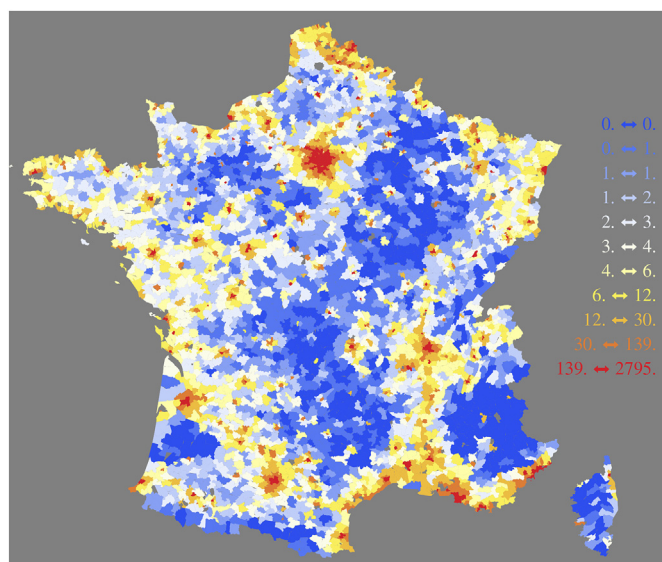 0. ↔ 0.
0. ↔ 1.
1. ↔ 1.
1. ↔ 2.
2. ↔ 3.
3. ↔ 4.
4. ↔ 6.
6. ↔ 12.
12. ↔ 30.
30. ↔ 139.
139. ↔ 2795.